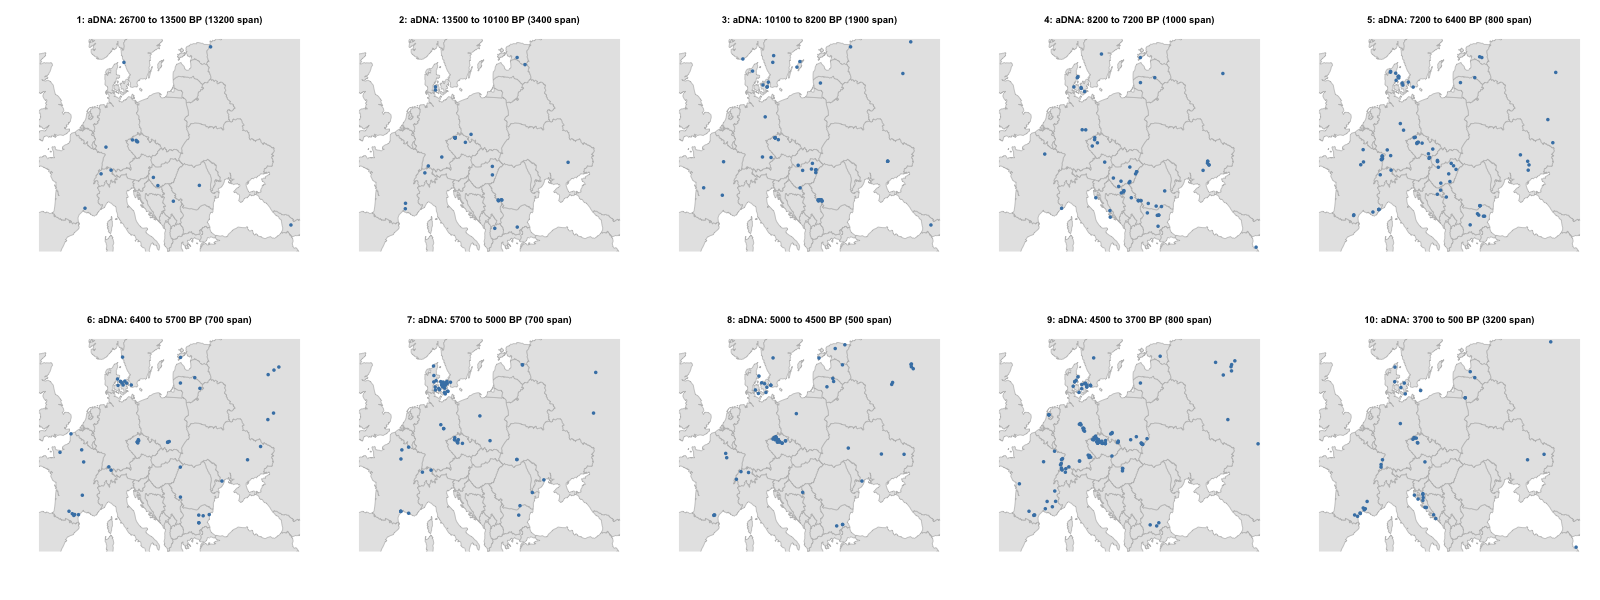 1: aDNA: 26700 to 13500 BP (13200 span)
2: aDNA: 13500 to 10100 BP (3400 span)
3: aDNA: 10100 to 8200 BP (1900 span)
4: aDNA: 8200 to 7200 BP (1000 span)
5: aDNA: 7200 to 6400 BP (800 span)
6: aDNA: 6400 to 5700 BP (700 span)
7: aDNA: 5700 to 5000 BP (700 span)
8: aDNA: 5000 to 4500 BP (500 span)
9: aDNA: 4500 to 3700 BP (800 span)
10: aDNA: 3700 to 500 BP (3200 span)